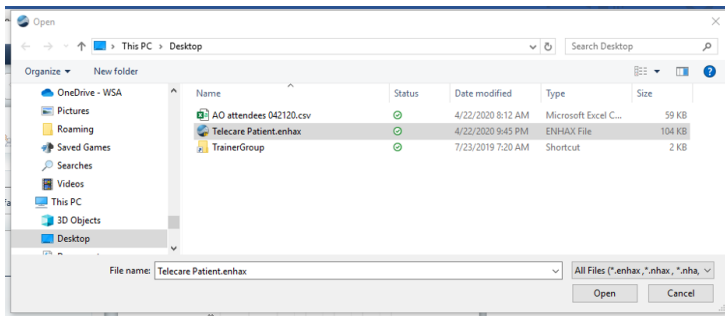 Open
This PC > Desktop
Search Desktop
Organize New folder
Name Status Date modified Type Size
OneDrive - WSA
Pictures
Roaming
Saved Games
Searches
Videos
This PC
3D Objects
Desktop
AO attendees 042120.csv 4/22/2020 8:12 AM Microsoft Excel C... 59 KB
Telecare Patient.enhax 4/22/2020 9:45 PM ENHAX File 104 KB
TrainerGroup 7/23/2019 7:20 AM Shortcut 2 KB
File name: Telecare Patient.enhax All Files (*.enhax ,*.nhax , *.nha,
Open Cancel